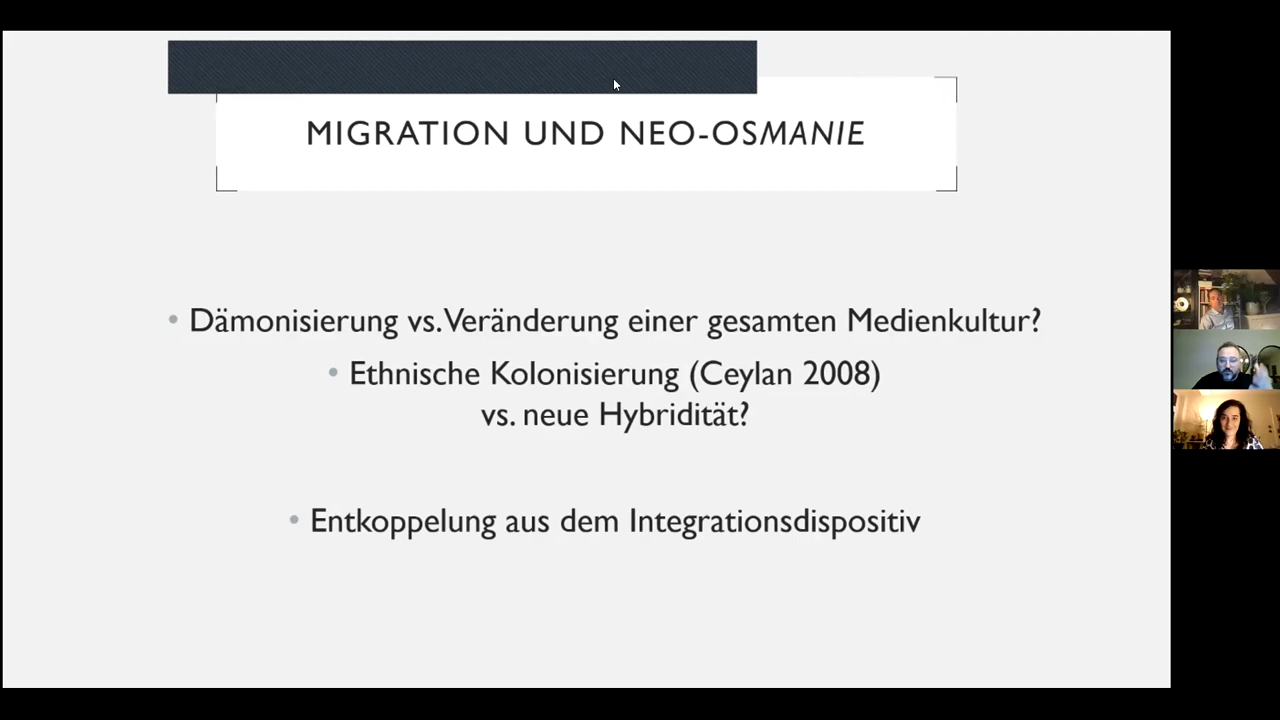 MIGRATION UND NEO-OSMANIE
• Dämonisierung vs. Veränderung einer gesamten Medienkultur?
• Ethnische Kolonisierung (Ceylan 2008)
vs. neue Hybridität?
• Entkoppelung aus dem Integrationsdispositiv